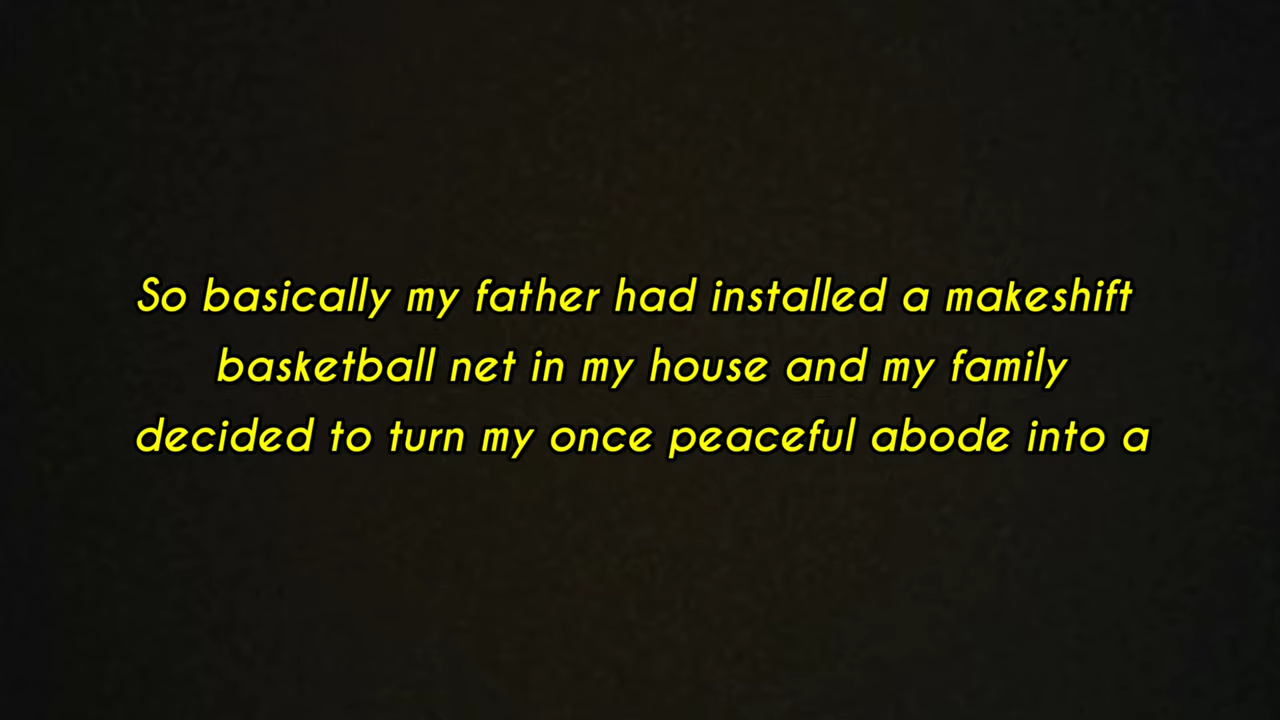 So basically my father had installed a makeshift
basketball net in my house and my family
decided to turn my once peaceful abode into a